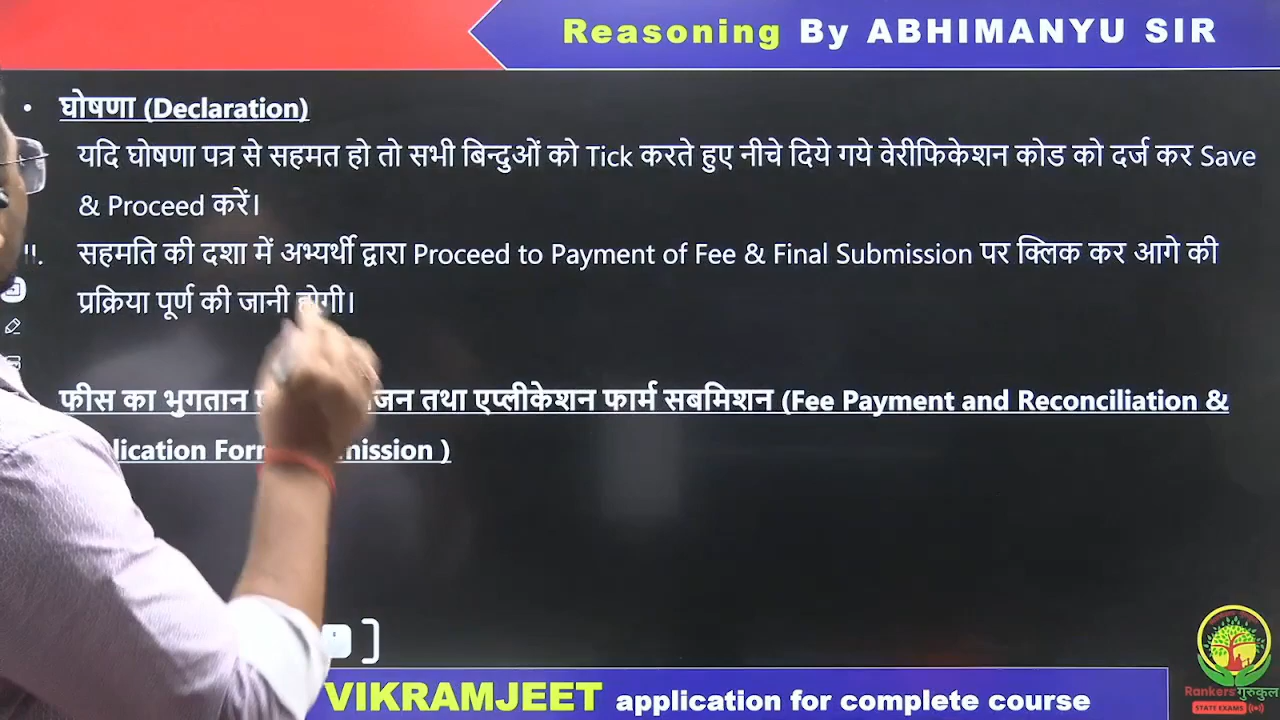 Reasoning By ABHIMANYU SIR
• घोषणा (Declaration)
यदि घोषणा पत्र से सहमत हो तो सभी बिन्दुओं को Tick करते हुए नीचे दिये गये वेरीफिकेशन कोड को दर्ज कर Save
& Proceed करें।
II. सहमति की दशा में अभ्यर्थी द्वारा Proceed to Payment of Fee & Final Submission पर क्लिक कर आगे की
प्रक्रिया पूर्ण की जानी होगी।
फीस का भुगतान तथा एप्लीकेशन फार्म सबमिशन (Fee Payment and Reconciliation &
)
VIKRAMJEET application for complete course
Rankers गुरुकुल
STATE EXAMS